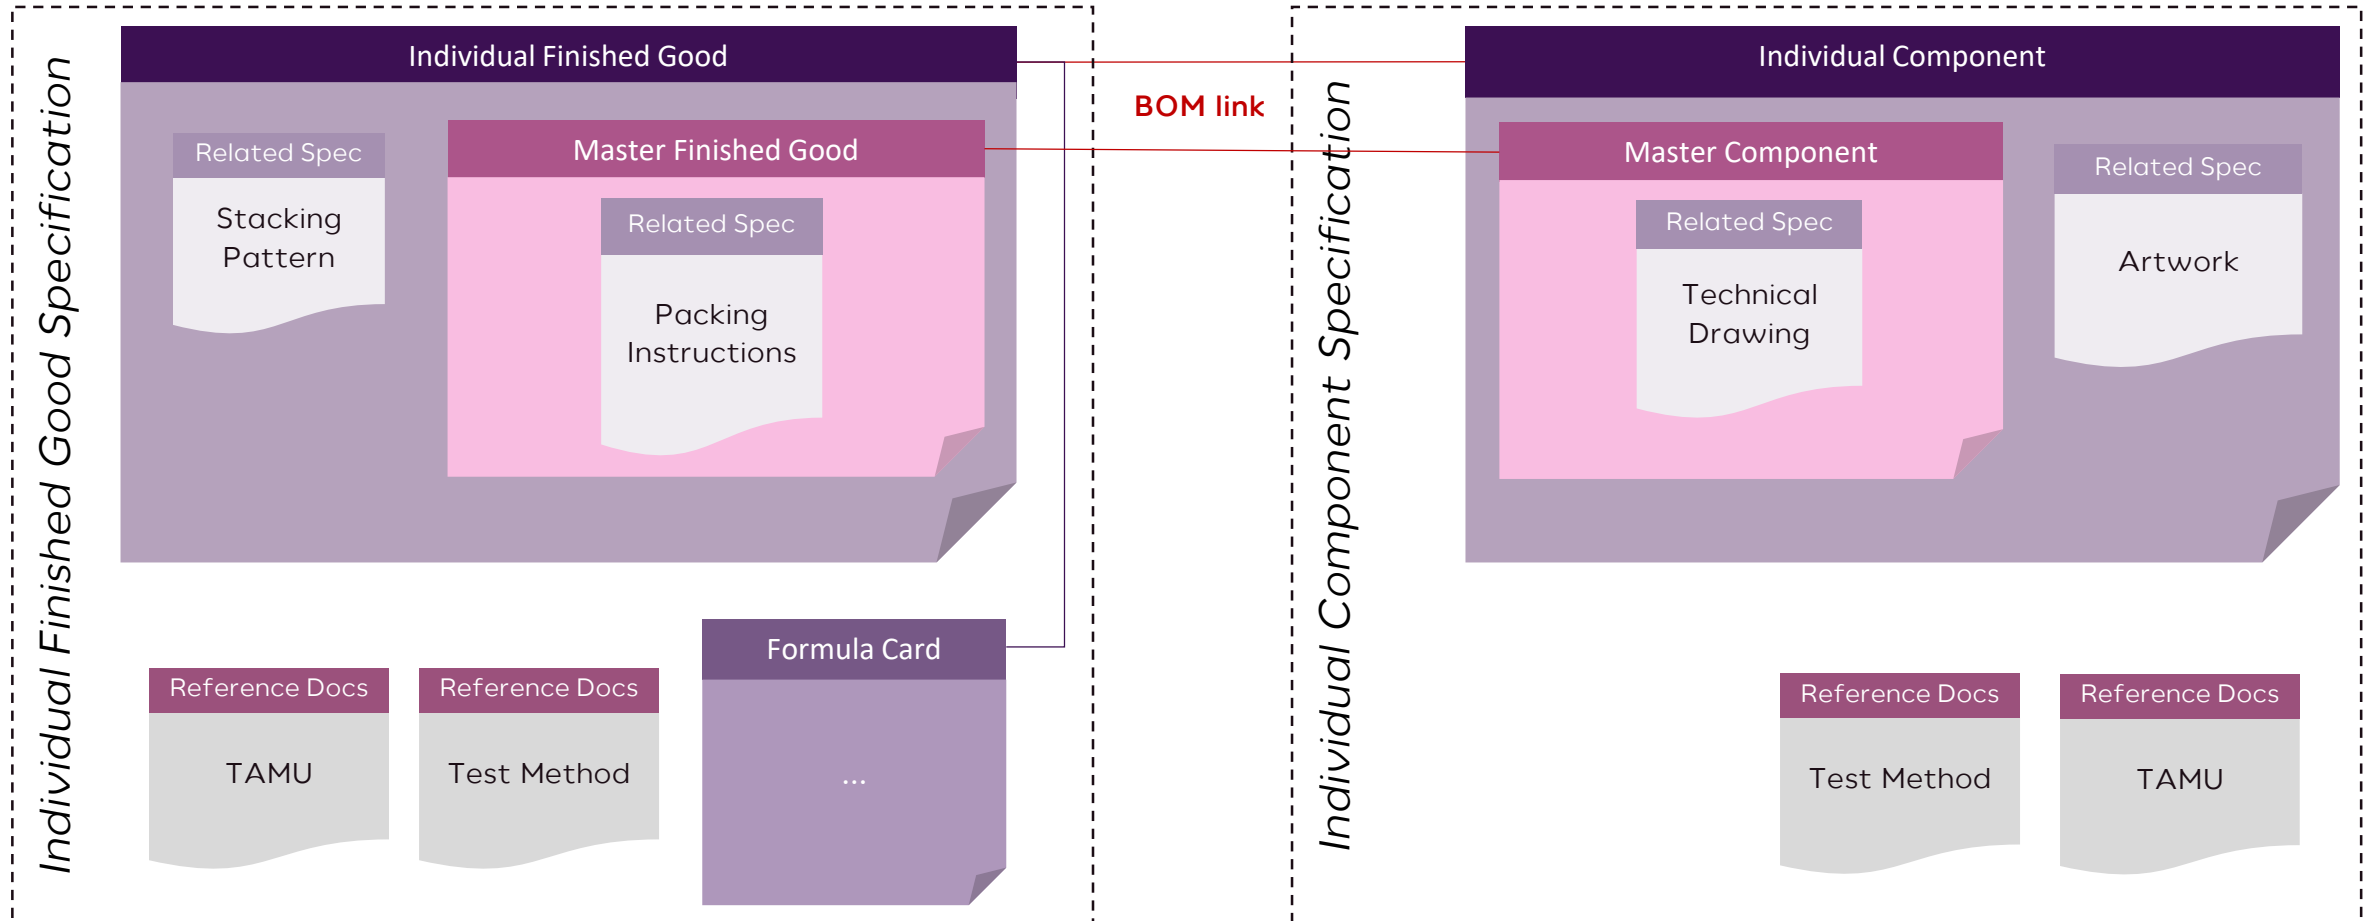 Individual Finished Good Specification
Individual Finished Good
Related Spec
Stacking
Pattern
Master Finished Good
Related Spec
Packing
Instructions
Reference Docs
TAMU
Reference Docs
Test Method
Formula Card
...
BOM link
Individual Component Specification
Individual Component
Master Component
Related Spec
Technical
Drawing
Related Spec
Artwork
Reference Docs
Test Method
Reference Docs
TAMU